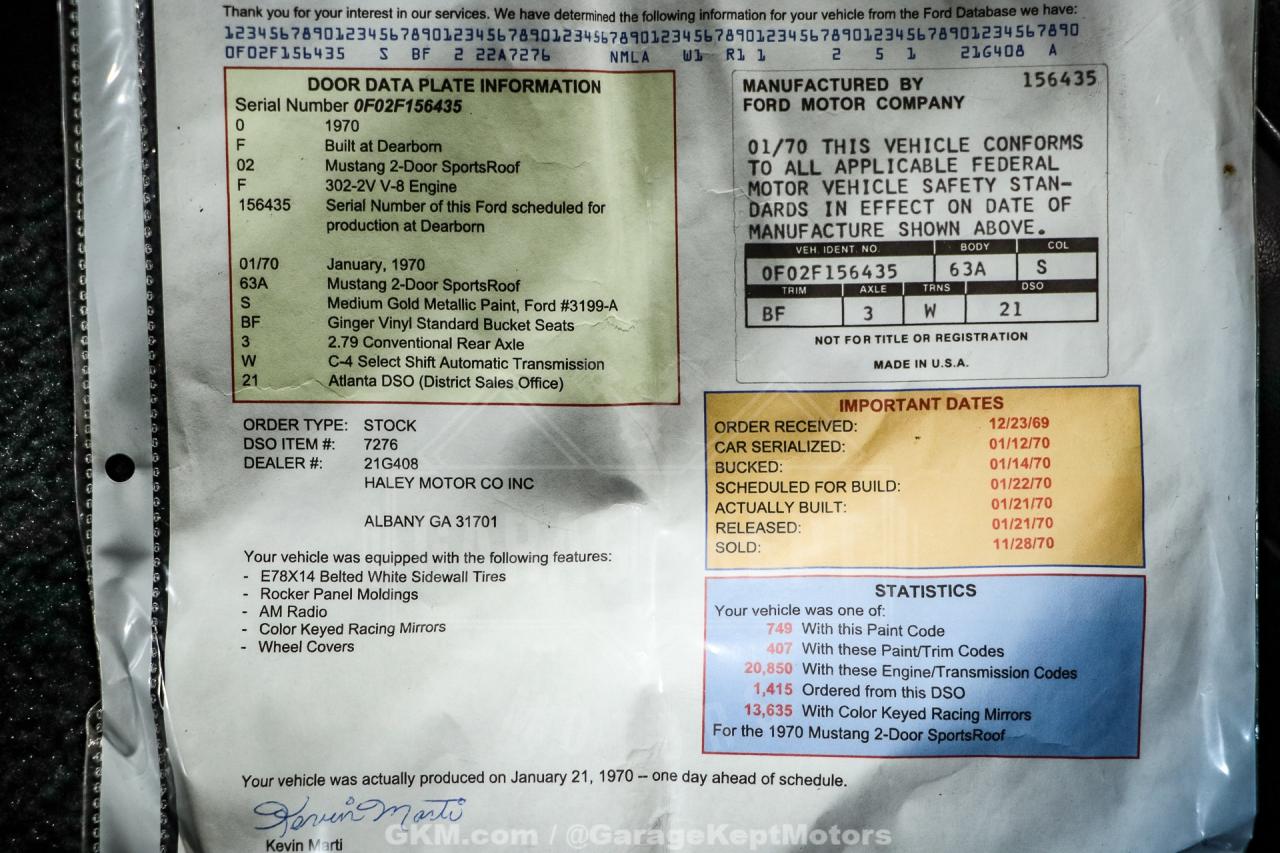 Thank you for your interest in our services. We have determined the following information for your vehicle from the Ford Database we have:
12345678901234567890123456789012345678901234567890123456789012345678901234567890
0F02F156435 S BF 2 22A7276 NMLA W1 R1 1 2 5 1 21G408 A
DOOR DATA PLATE INFORMATION
Serial Number 0F02F156435
0 1970
F Built at Dearborn
02 Mustang 2-Door SportsRoof
F 302-2V V-8 Engine
156435 Serial Number of this Ford scheduled for
production at Dearborn
01/70 January, 1970
63A Mustang 2-Door SportsRoof
S Medium Gold Metallic Paint, Ford #3199-A
BF Ginger Vinyl Standard Bucket Seats
3 2.79 Conventional Rear Axle
W C-4 Select Shift Automatic Transmission
21 Atlanta DSO (District Sales Office)
MANUFACTURED BY 156435
FORD MOTOR COMPANY
01/70 THIS VEHICLE CONFORMS
TO ALL APPLICABLE FEDERAL
MOTOR VEHICLE SAFETY STAN-
DARDS IN EFFECT ON DATE OF
MANUFACTURE SHOWN ABOVE.
VEH. IDENT. NO. BODY COL
0F02F156435 63A S
TRIM AXLE TRNS DSO
BF 3 W 21
NOT FOR TITLE OR REGISTRATION
MADE IN U.S.A.
ORDER TYPE: STOCK
DSO ITEM #: 7276
DEALER #: 21G408
HALEY MOTOR CO INC
ALBANY GA 31701
Your vehicle was equipped with the following features:
- E78X14 Belted White Sidewall Tires
- Rocker Panel Moldings
- AM Radio
- Color Keyed Racing Mirrors
- Wheel Covers
IMPORTANT DATES
ORDER RECEIVED: 12/23/69
CAR SERIALIZED: 01/12/70
BUCKED: 01/14/70
SCHEDULED FOR BUILD: 01/22/70
ACTUALLY BUILT: 01/21/70
RELEASED: 01/21/70
SOLD: 11/28/70
STATISTICS
Your vehicle was one of:
749 With this Paint Code
407 With these Paint/Trim Codes
20,850 With these Engine/Transmission Codes
1,415 Ordered from this DSO
13,635 With Color Keyed Racing Mirrors
For the 1970 Mustang 2-Door SportsRoof
Your vehicle was actually produced on January 21, 1970 -- one day ahead of schedule.
Kevin Marti
Kevin Marti
GKM.com / @GarageKeptMotors